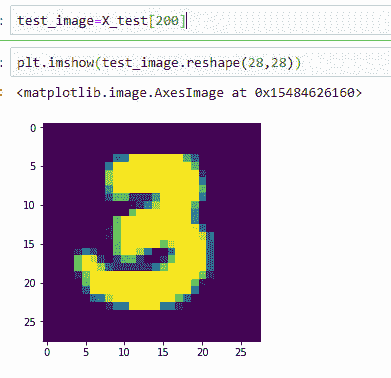 : test_image=X_test[200]
: plt.imshow(test_image.reshape(28,28))
: <matplotlib.image.AxesImage at 0x15484626160>
0
5
10
15
20
25
3
0 5 10 15 20 25